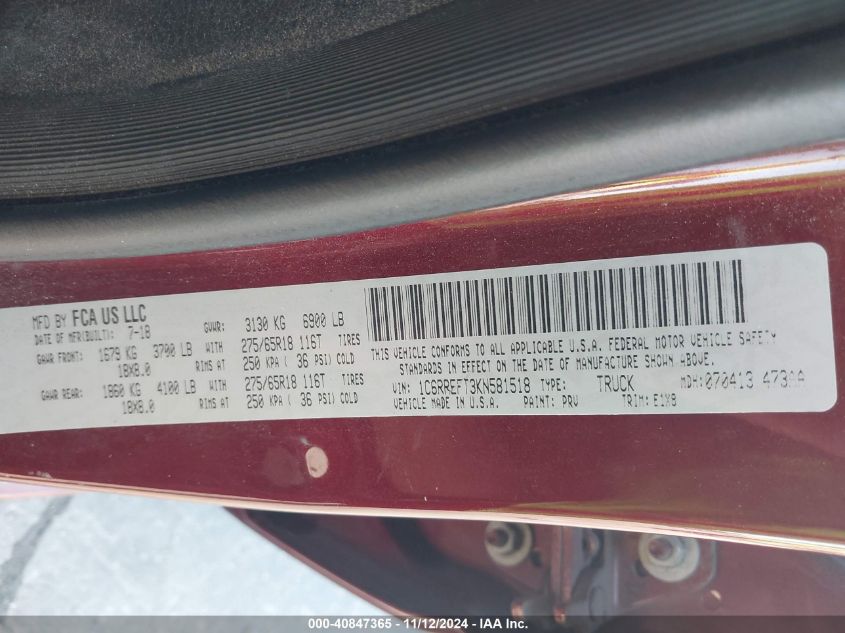 MFD BY FCA US LLC
DATE OF MFR(BUILT): 7-18 GVWR: 3130 KG 6900 LB
GAWR FRONT: 1679 KG 3700 LB WITH 275/65R18 116T TIRES
18X8.0 RIMS AT 250 KPA ( 36 PSI) COLD
GAWR REAR: 1860 KG 4100 LB WITH 275/65R18 116T TIRES
18X8.0 RIMS AT 250 KPA ( 36 PSI) COLD
THIS VEHICLE CONFORMS TO ALL APPLICABLE U.S.A. FEDERAL MOTOR VEHICLE SAFETY
STANDARDS IN EFFECT ON THE DATE OF MANUFACTURE SHOWN ABOVE.
VIN: 1C6RREFT3KN581518 TYPE: TRUCK MDH: 070413
VEHICLE MADE IN U.S.A. PAINT: PRV TRIM:
000-40847365 - 11/12/2024 - IAA Inc.